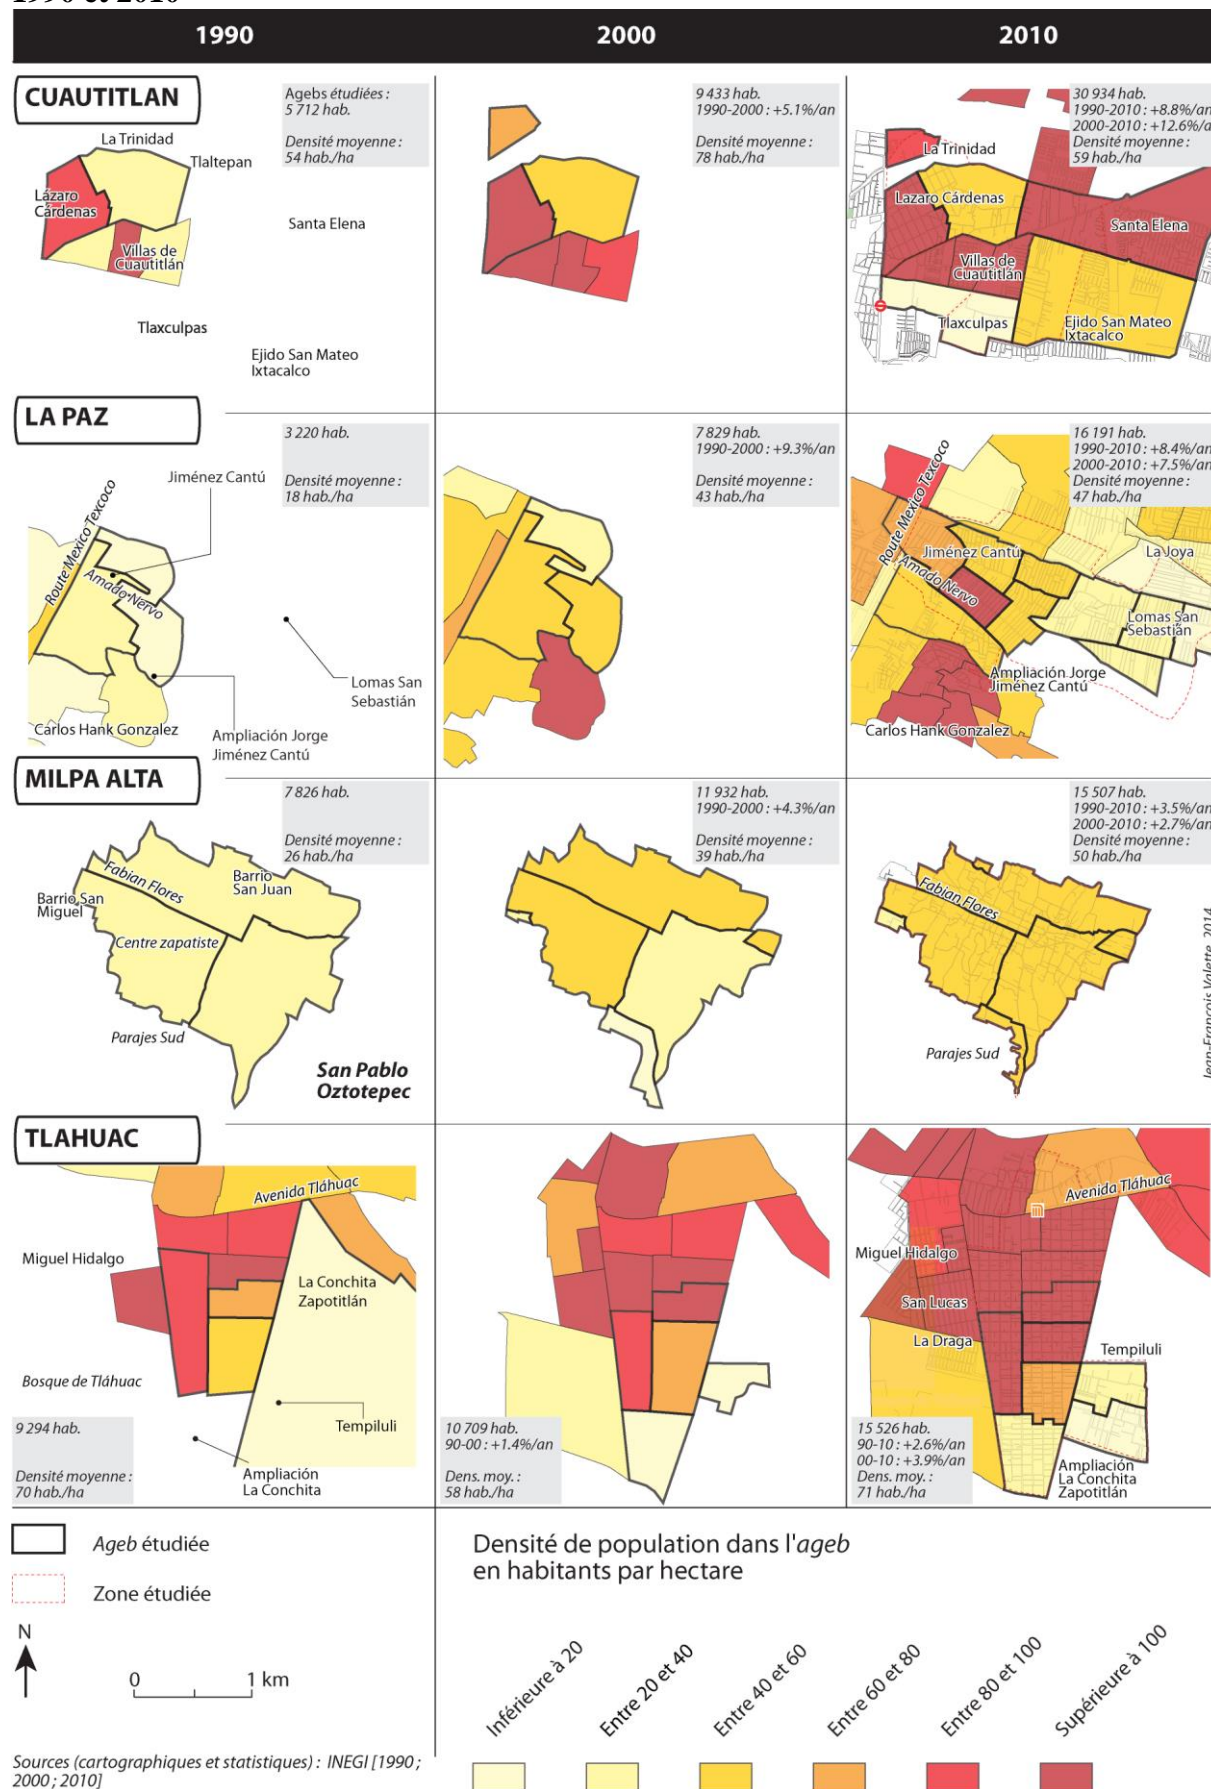 1990 et 2010
1990
2000
2010
CUAUTITLAN
Agebs étudiées :
5 712 hab.
Densité moyenne :
54 hab./ha
La Trinidad
Tlaltepan
Lázaro
Cárdenas
Villas de
Cuautitlán
Santa Elena
Tlaxculpas
Ejido San Mateo
Ixtacalco
9 433 hab.
1990-2000 : +5.1%/an
Densité moyenne :
78 hab./ha
30 934 hab.
1990-2010 : +8.8%/an
2000-2010 : +12.6%/a
Densité moyenne :
59 hab./ha
La Trinidad
Lazaro Cárdenas
Santa Elena
Villas de
Cuautitlán
Tlaxculpas
Ejido San Mateo
Ixtacalco
LA PAZ
3 220 hab.
Densité moyenne :
18 hab./ha
Jiménez Cantú
Route Mexico Texcoco
Amado Nervo
Lomas San
Sebastián
Carlos Hank Gonzalez
Ampliación Jorge
Jiménez Cantú
7 829 hab.
1990-2000 : +9.3%/an
Densité moyenne :
43 hab./ha
16 191 hab.
1990-2010 : +8.4%/an
2000-2010 : +7.5%/an
Densité moyenne :
47 hab./ha
Route Mexico Texcoco
Jiménez Cantú
La Joya
Amado Nervo
Lomas San
Sebastián
Ampliación Jorge
Jiménez Cantú
Carlos Hank Gonzalez
MILPA ALTA
7 826 hab.
Densité moyenne :
26 hab./ha
Fabian Flores
Barrio
San Juan
Barrio San
Miguel
Centre zapatiste
Parajes Sud
San Pablo
Oztotepec
11 932 hab.
1990-2000 : +4.3%/an
Densité moyenne :
39 hab./ha
15 507 hab.
1990-2010 : +3.5%/an
2000-2010 : +2.7%/an
Densité moyenne :
50 hab./ha
Fabian Flores
Parajes Sud
Jean-François Valette, 2014
TLAHUAC
Avenida Tláhuac
Miguel Hidalgo
La Conchita
Zapotitlán
Bosque de Tláhuac
Tempiluli
9 294 hab.
Densité moyenne :
70 hab./ha
Ampliación
La Conchita
10 709 hab.
90-00 : +1.4%/an
Dens. moy. :
58 hab./ha
Avenida Tláhuac
Miguel Hidalgo
San Lucas
La Draga
Tempiluli
15 526 hab.
90-10 : +2.6%/an
00-10 : +3.9%/an
Dens. moy. :
71 hab./ha
Ampliación
La Conchita
Zapotitlán
Ageb étudiée
Zone étudiée
N
0 1 km
Sources (cartographiques et statistiques) : INEGI [1990 ;
2000 ; 2010]
Densité de population dans l'ageb
en habitants par hectare
Inférieure à 20
Entre 20 et 40
Entre 40 et 60
Entre 60 et 80
Entre 80 et 100
Supérieure à 100